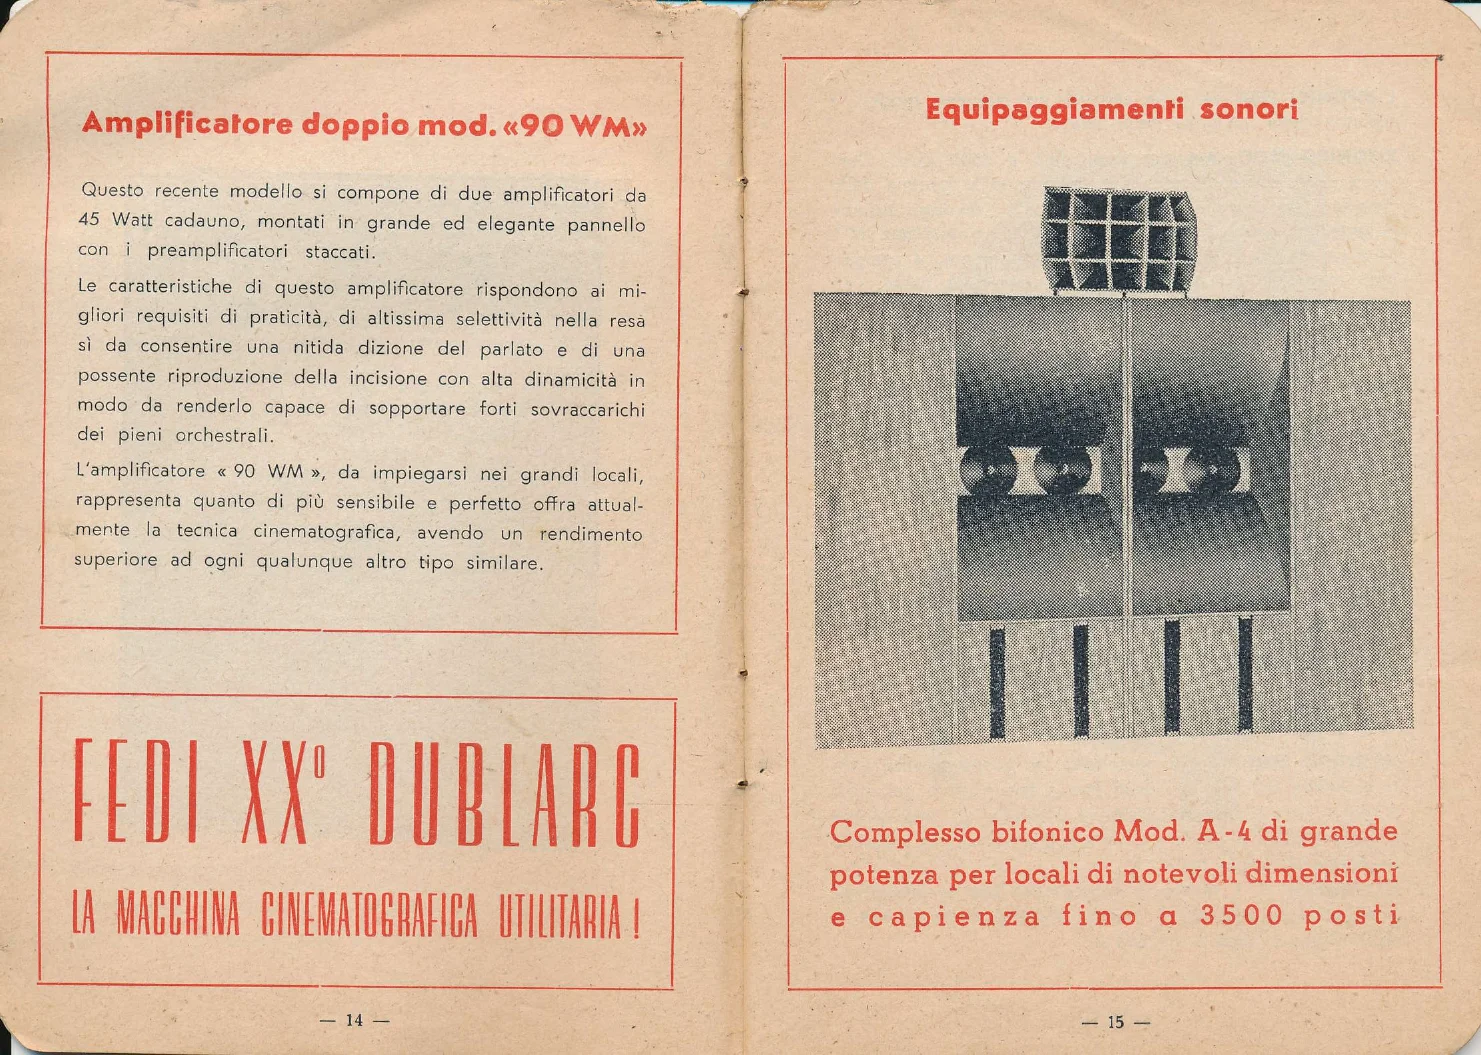 Amplificatore doppio mod. «90 WM»
Questo recente modello si compone di due amplificatori da
45 Watt cadauno, montati in grande ed elegante pannello
con i preamplificatori staccati.
Le caratteristiche di questo amplificatore rispondono ai mi-
gliori requisiti di praticità, di altissima selettività nella resa
sì da consentire una nitida dizione del parlato e di una
possente riproduzione della incisione con alta dinamicità in
modo da renderlo capace di sopportare forti sovraccarichi
dei pieni orchestrali.
L'amplificatore « 90 WM », da impiegarsi nei grandi locali,
rappresenta quanto di più sensibile e perfetto offra attual-
mente la tecnica cinematografica, avendo un rendimento
superiore ad ogni qualunque altro tipo similare.
FEDI XXº DUBLARC
LA MACCHINA CINEMATOGRAFICA UTILITARIA !
— 14 —
Equipaggiamenti sonori
Complesso bifonico Mod. A-4 di grande
potenza per locali di notevoli dimensioni
e capienza fino a 3500 posti
— 15 —